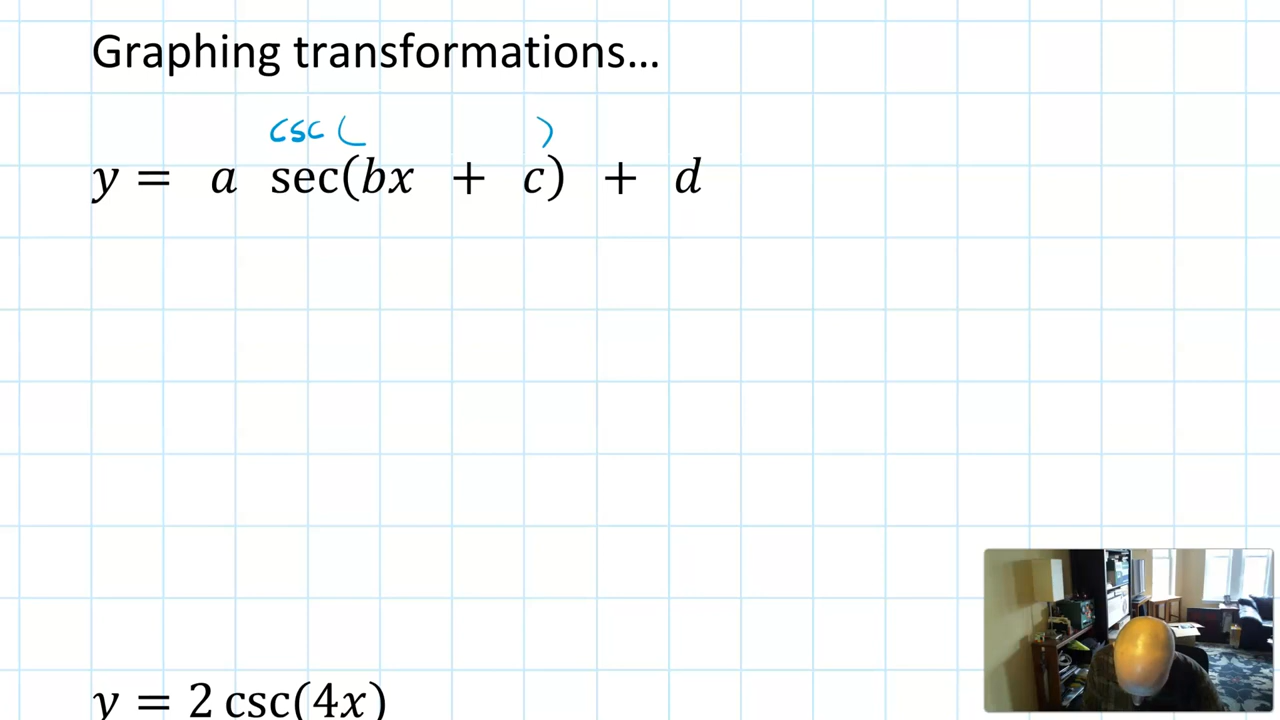 Graphing transformations...
csc( )
y = a sec(bx + c) + d
y = 2 csc(4x)